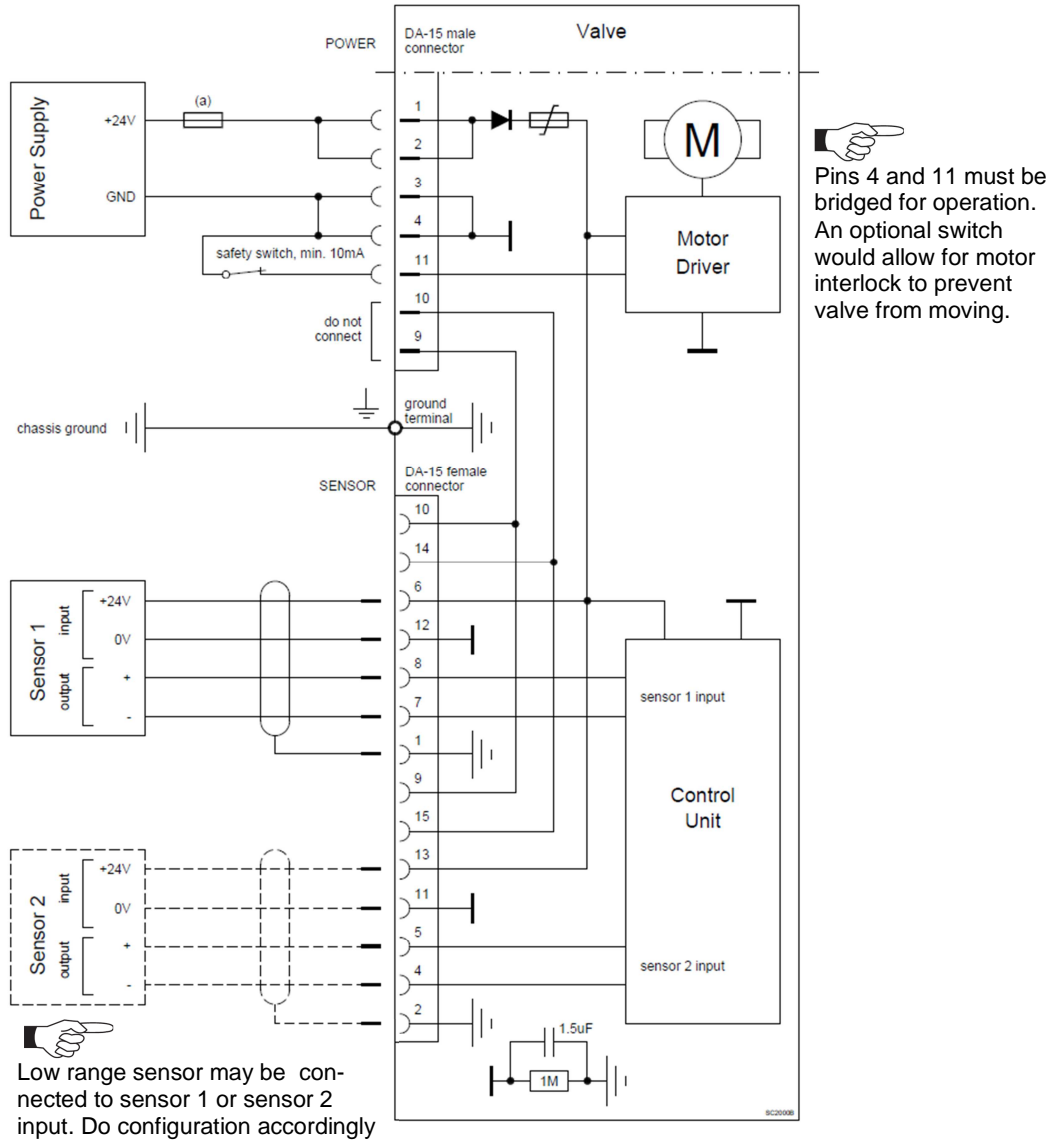 Valve
POWER
DA-15 male
connector
Power Supply
+24V
(a)
GND
safety switch, min. 10mA
do not
connect
1
2
3
4
11
10
9
M
Motor
Driver
Pins 4 and 11 must be
bridged for operation.
An optional switch
would allow for motor
interlock to prevent
valve from moving.
chassis ground
ground
terminal
SENSOR
DA-15 female
connector
10
14
6
12
8
7
1
9
15
13
11
5
4
2
Sensor 1
input
+24V
0V
output
+
-
Sensor 2
input
+24V
0V
output
+
-
sensor 1 input
Control
Unit
sensor 2 input
1.5uF
1M
SC2000B
Low range sensor may be con-
nected to sensor 1 or sensor 2
input. Do configuration accordingly